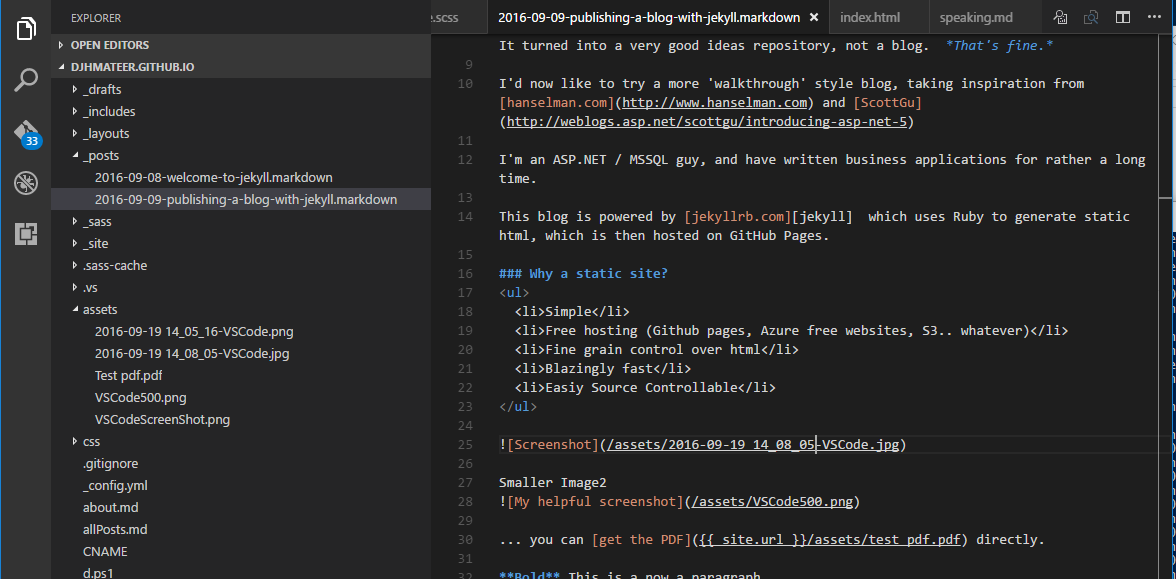 EXPLORER
OPEN EDITORS
DJHMATEER.GITHUB.IO
_drafts
_includes
_layouts
_posts
2016-09-08-welcome-to-jekyll.markdown
2016-09-09-publishing-a-blog-with-jekyll.markdown
_sass
_site
.sass-cache
.vs
assets
2016-09-19 14_05_16-VSCode.png
2016-09-19 14_08_05-VSCode.jpg
Test pdf.pdf
VSCode500.png
VSCodeScreenShot.png
css
.gitignore
_config.yml
about.md
allPosts.md
CNAME
d.ps1
33
.scss
2016-09-09-publishing-a-blog-with-jekyll.markdown ×
index.html
speaking.md
It turned into a very good ideas repository, not a blog.  *That's fine.*
9
10 I'd now like to try a more 'walkthrough' style blog, taking inspiration from
[hanselman.com](http://www.hanselman.com) and [ScottGu]
(http://weblogs.asp.net/scottgu/introducing-asp-net-5)
11
12 I'm an ASP.NET / MSSQL guy, and have written business applications for rather a long
time.
13
14 This blog is powered by [jekyllrb.com][jekyll]  which uses Ruby to generate static
html, which is then hosted on GitHub Pages.
15
16 ### Why a static site?
17 <ul>
18   <li>Simple</li>
19   <li>Free hosting (Github pages, Azure free websites, S3.. whatever)</li>
20   <li>Fine grain control over html</li>
21   <li>Blazingly fast</li>
22   <li>Easiy Source Controllable</li>
23 </ul>
24
25 ![Screenshot](/assets/2016-09-19 14_08_05-VSCode.jpg)
26
27 Smaller Image2
28 ![My helpful screenshot](/assets/VSCode500.png)
29
30 ... you can [get the PDF]({{ site.url }}/assets/test pdf.pdf) directly.
31
32 **Bold** This is a now a paragraph